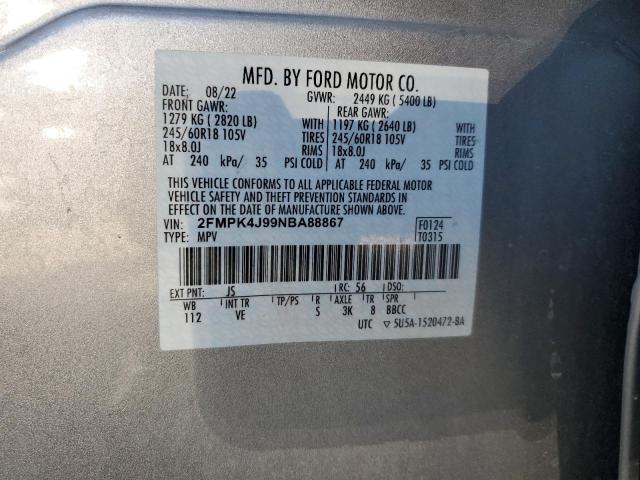 MFD. BY FORD MOTOR CO.
DATE: 08/22 GVWR: 2449 KG ( 5400 LB)
FRONT GAWR: REAR GAWR:
1279 KG ( 2820 LB) WITH 1197 KG ( 2640 LB) WITH
245/60R18 105V TIRES 245/60R18 105V TIRES
18x8.0J RIMS 18x8.0J RIMS
AT 240 kPa/ 35 PSI COLD AT 240 kPa/ 35 PSI COLD
THIS VEHICLE CONFORMS TO ALL APPLICABLE FEDERAL MOTOR
VEHICLE SAFETY AND THEFT PREVENTION STANDARDS IN
EFFECT ON THE DATE OF MANUFACTURE SHOWN ABOVE.
VIN: 2FMPK4J99NBA88867 F0124
TYPE: MPV T0315
EXT PNT: JS RC: 56 DSO:
WB INT TR TP/PS R AXLE TR SPR
112 VE S 3K 8 BBCC
UTC ▽ 5U5A-1520472-BA